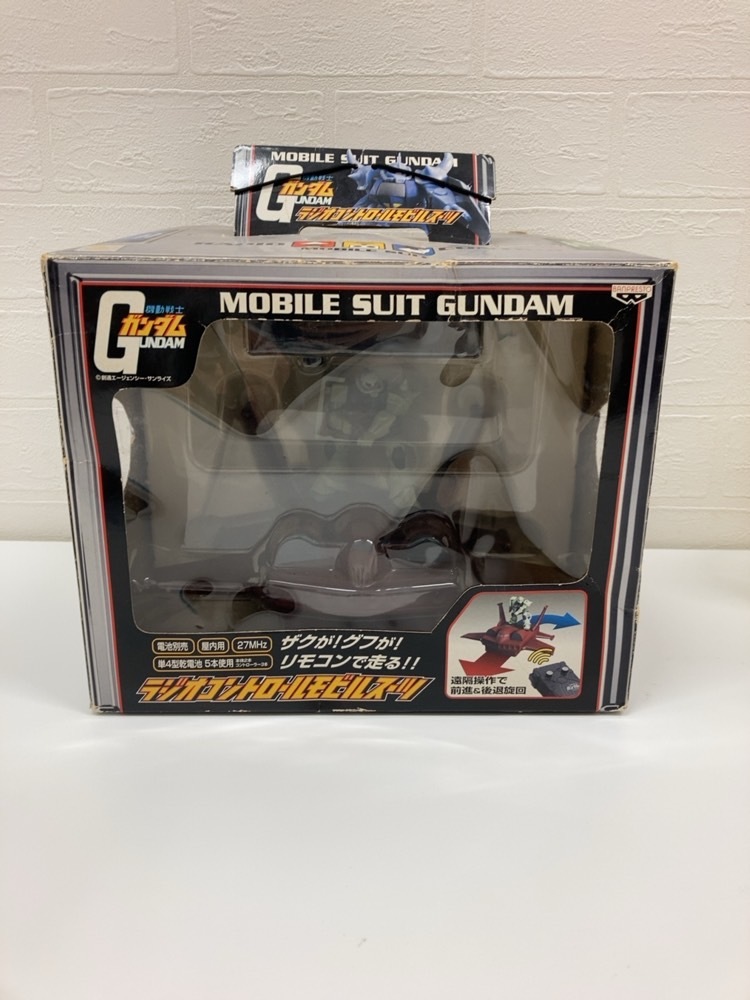 MOBILE SUIT GUNDAM
機動戦士
ガンダム
GUNDAM
ラジオコントロールモビルスーツ
MOBILE SUIT GUNDAM
BANPRESTO
機動戦士
ガンダム
GUNDAM
©創通エージェンシー・サンライズ
電池別売 屋内用 27MHz
単4型乾電池 5本使用
ザクが!グフが!
リモコンで走る!!
ラジオコントロールモビルスーツ
遠隔操作で
前進&後退旋回